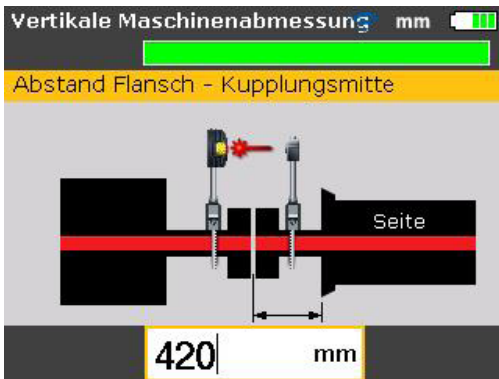 Vertikale Maschinenabmessung mm
Abstand Flansch - Kupplungsmitte
Seite
420 mm